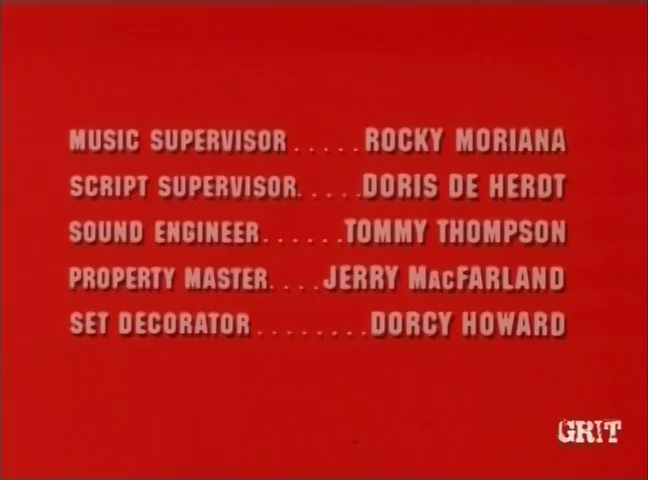 MUSIC SUPERVISOR.....ROCKY MORIANA
SCRIPT SUPERVISOR.....DORIS DE HERDT
SOUND ENGINEER......TOMMY THOMPSON
PROPERTY MASTER....JERRY MacFARLAND
SET DECORATOR........DORCY HOWARD
GRIT